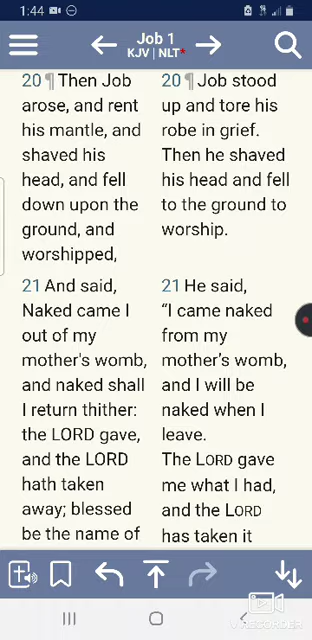 1:44
Job 1
KJV | NLT*
20 ¶ Then Job
arose, and rent
his mantle, and
shaved his
head, and fell
down upon the
ground, and
worshipped,
21 And said,
Naked came I
out of my
mother's womb,
and naked shall
I return thither:
the LORD gave,
and the LORD
hath taken
away; blessed
be the name of
20 ¶ Job stood
up and tore his
robe in grief.
Then he shaved
his head and fell
to the ground to
worship.
21 He said,
“I came naked
from my
mother’s womb,
and I will be
naked when I
leave.
The LORD gave
me what I had,
and the LORD
has taken it
V RECORDER